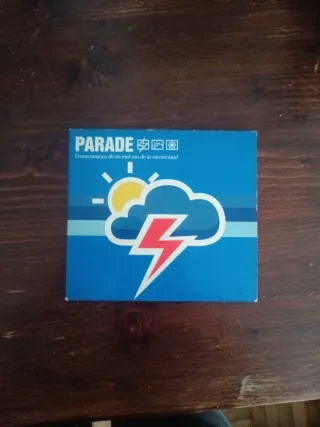 PARADE
Consecuencias de un mal uso de la electricidad